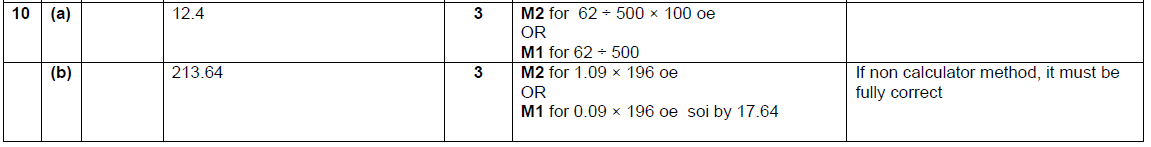 10 (a) 12.4 3 M2 for 62 ÷ 500 × 100 oe
OR
M1 for 62 ÷ 500
(b) 213.64 3 M2 for 1.09 × 196 oe If non calculator method, it must be
OR fully correct
M1 for 0.09 × 196 oe soi by 17.64